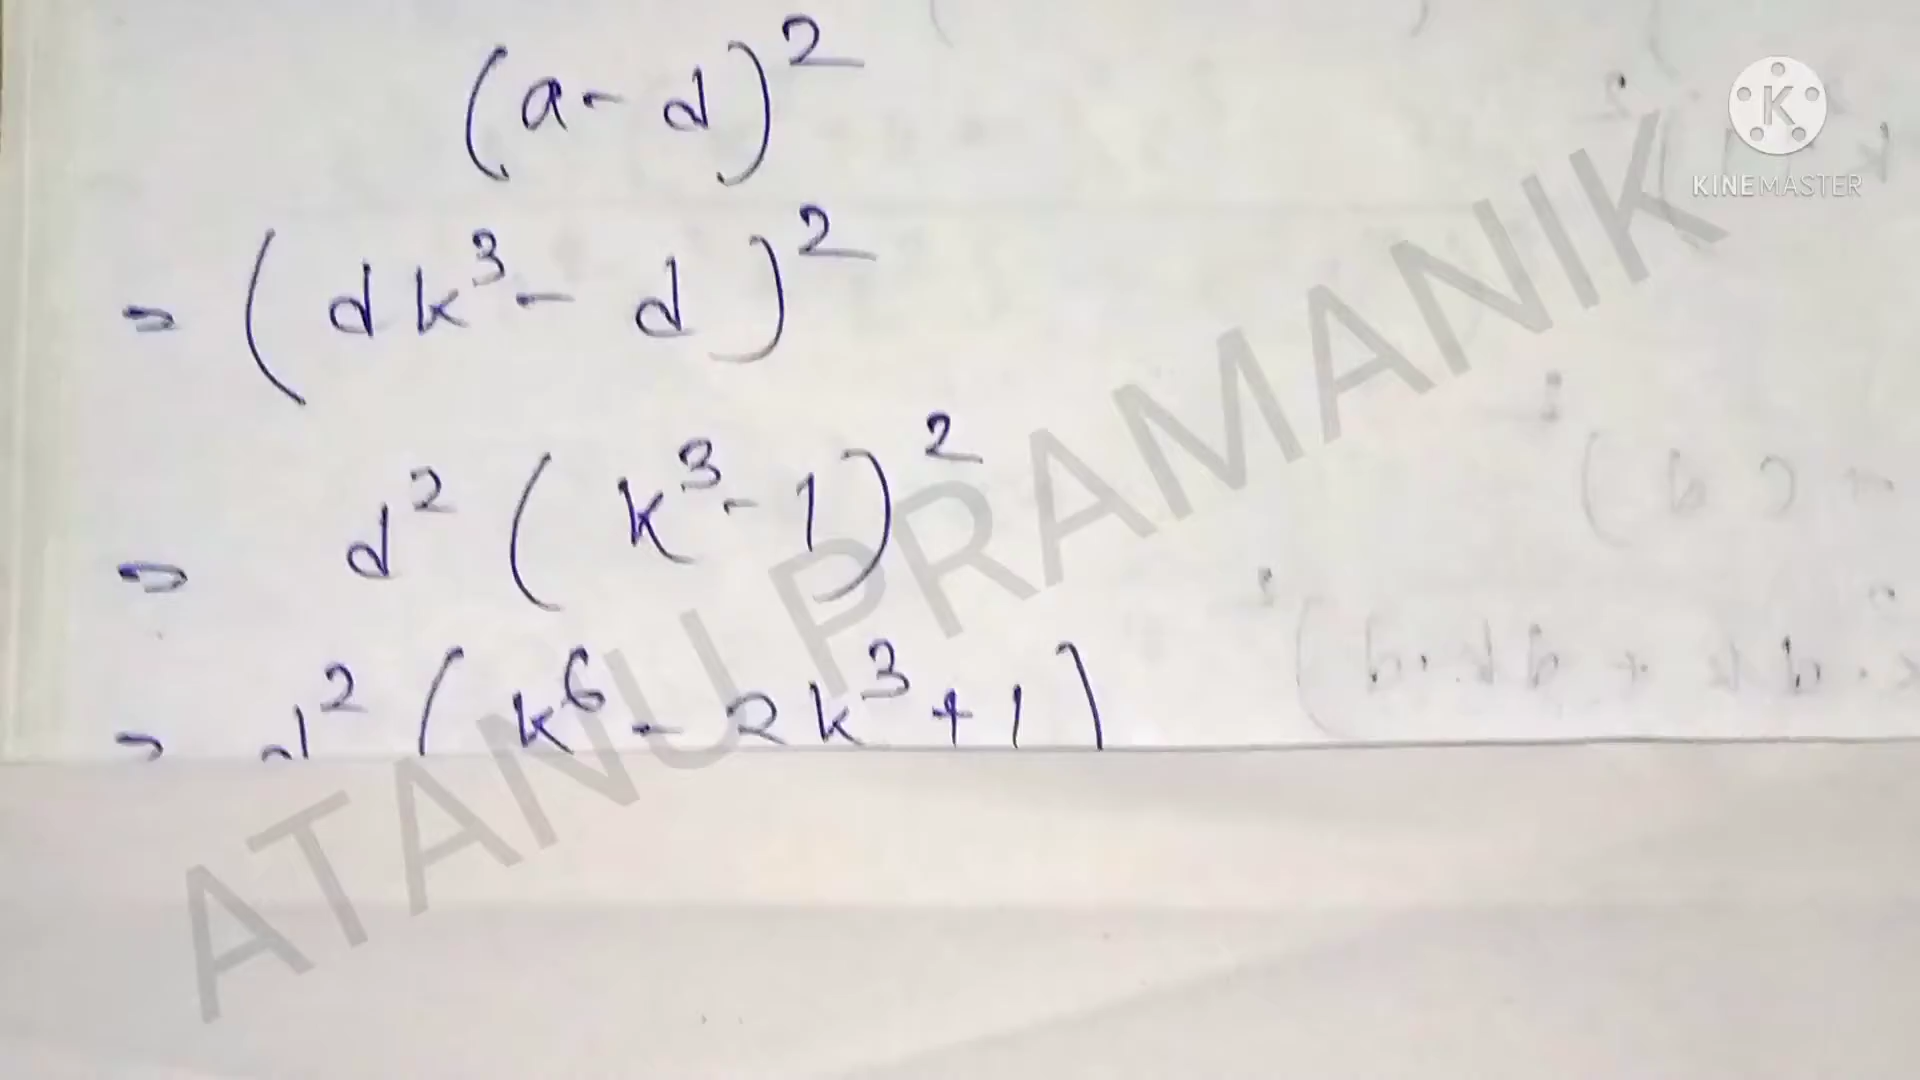 (a - d)²
= (dk³ - d)²
= d² (k³ - 1)²
= d² (k⁶ - 2k³ + 1)
KINEMASTER
ATANU PRAMANIK